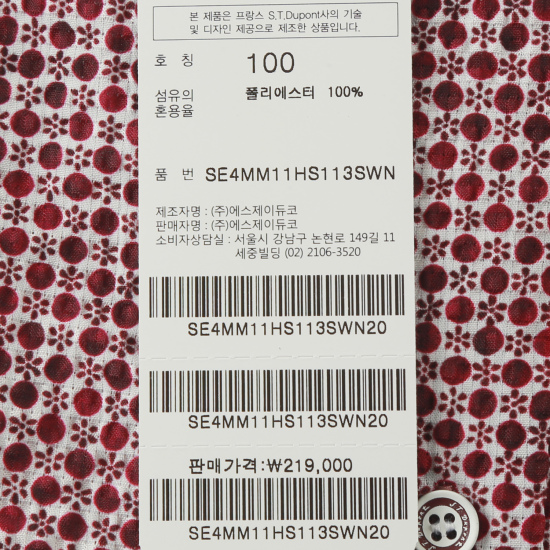 본 제품은 프랑스 S.T.Dupont사의 기술
및 디자인 제공으로 제조한 상품입니다.
호 칭 100
섬유의 폴리에스터 100%
혼용율
품 번 SE4MM11HS113SWN
제조자명 : (주)에스제이듀코
판매자명 : (주)에스제이듀코
소비자상담실 : 서울시 강남구 논현로 149길 11
세중빌딩 (02) 2106-3520
SE4MM11HS113SWN20
SE4MM11HS113SWN20
판매가격:₩219,000
SE4MM11HS113SWN20